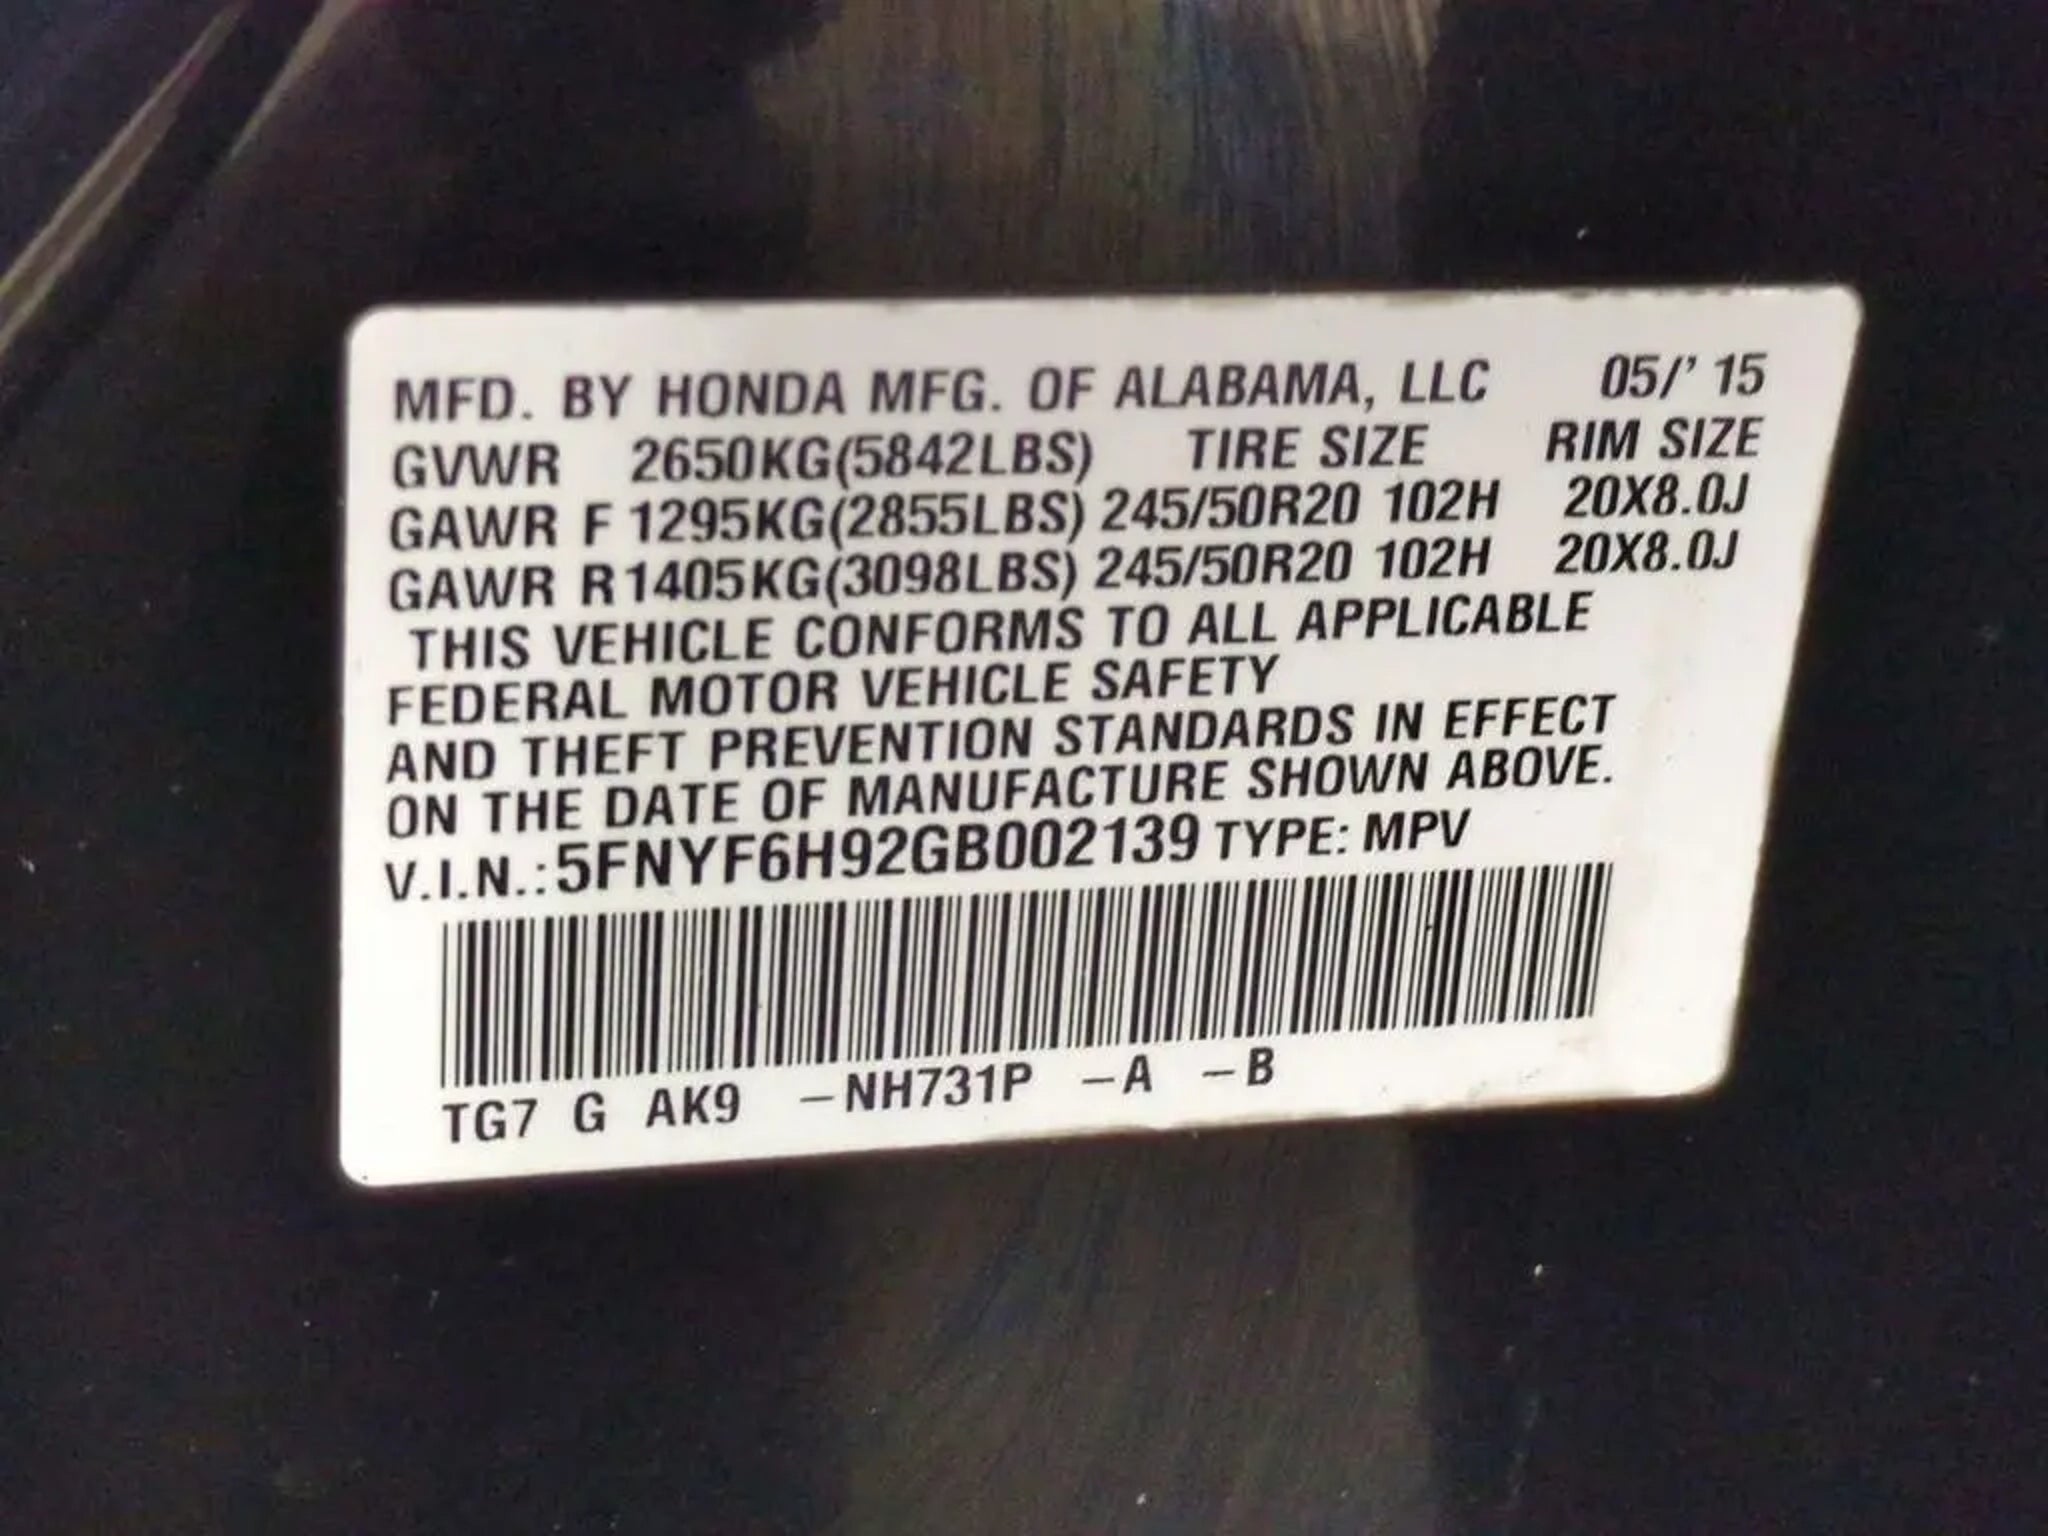 MFD. BY HONDA MFG. OF ALABAMA, LLC 05/' 15
GVWR 2650KG(5842LBS) TIRE SIZE RIM SIZE
GAWR F 1295KG(2855LBS) 245/50R20 102H 20X8.0J
GAWR R 1405KG(3098LBS) 245/50R20 102H 20X8.0J
THIS VEHICLE CONFORMS TO ALL APPLICABLE
FEDERAL MOTOR VEHICLE SAFETY
AND THEFT PREVENTION STANDARDS IN EFFECT
ON THE DATE OF MANUFACTURE SHOWN ABOVE.
V.I.N.: 5FNYF6H92GB002139 TYPE: MPV
TG7 G AK9 –NH731P –A –B